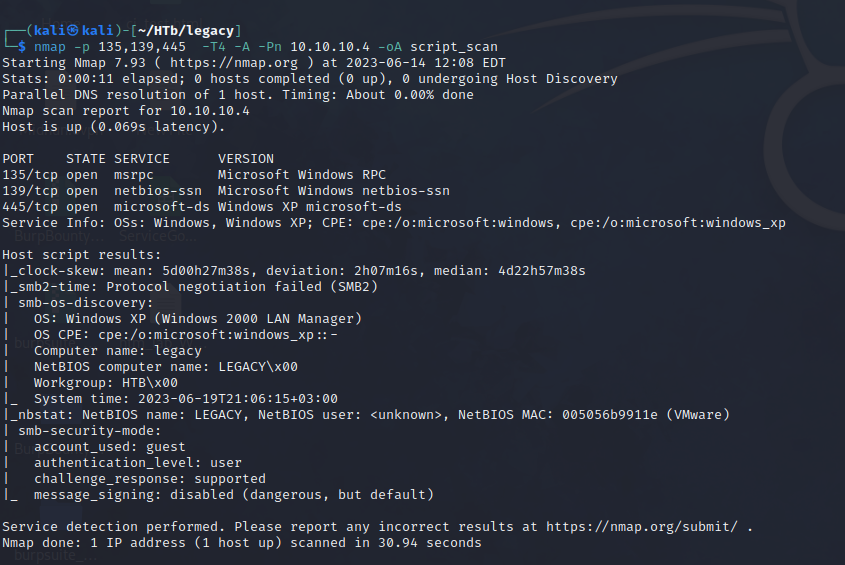 ┌──(kali㉿kali)-[~/HTb/legacy]
└─$ nmap -p 135,139,445  -T4 -A -Pn 10.10.10.4 -oA script_scan
Starting Nmap 7.93 ( https://nmap.org ) at 2023-06-14 12:08 EDT
Stats: 0:00:11 elapsed; 0 hosts completed (0 up), 0 undergoing Host Discovery
Parallel DNS resolution of 1 host. Timing: About 0.00% done
Nmap scan report for 10.10.10.4
Host is up (0.069s latency).

PORT    STATE SERVICE      VERSION
135/tcp open  msrpc        Microsoft Windows RPC
139/tcp open  netbios-ssn  Microsoft Windows netbios-ssn
445/tcp open  microsoft-ds Windows XP microsoft-ds
Service Info: OSs: Windows, Windows XP; CPE: cpe:/o:microsoft:windows, cpe:/o:microsoft:windows_xp

Host script results:
|_clock-skew: mean: 5d00h27m38s, deviation: 2h07m16s, median: 4d22h57m38s
|_smb2-time: Protocol negotiation failed (SMB2)
| smb-os-discovery:
|   OS: Windows XP (Windows 2000 LAN Manager)
|   OS CPE: cpe:/o:microsoft:windows_xp::-
|   Computer name: legacy
|   NetBIOS computer name: LEGACY\x00
|   Workgroup: HTB\x00
|_  System time: 2023-06-19T21:06:15+03:00
|_nbstat: NetBIOS name: LEGACY, NetBIOS user: <unknown>, NetBIOS MAC: 005056b9911e (VMware)
| smb-security-mode:
|   account_used: guest
|   authentication_level: user
|   challenge_response: supported
|_  message_signing: disabled (dangerous, but default)

Service detection performed. Please report any incorrect results at https://nmap.org/submit/ .
Nmap done: 1 IP address (1 host up) scanned in 30.94 seconds